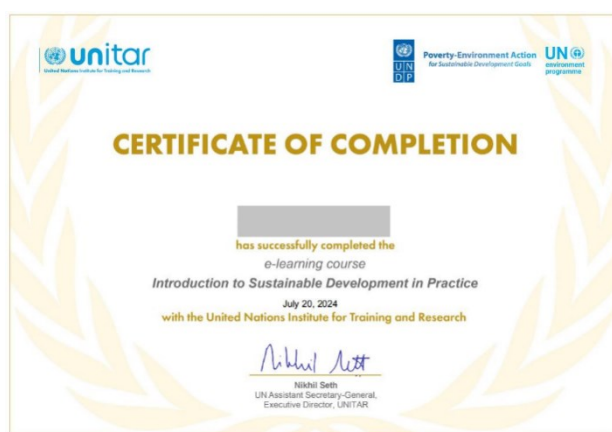 unitar
United Nations Institute for Training and Research
U N
D P
Poverty-Environment Action
for Sustainable Development Goals
UN
environment
programme
CERTIFICATE OF COMPLETION
has successfully completed the
e-learning course
Introduction to Sustainable Development in Practice
July 20, 2024
with the United Nations Institute for Training and Research
Nikhil Sett
Nikhil Seth
UN Assistant Secretary-General,
Executive Director, UNITAR